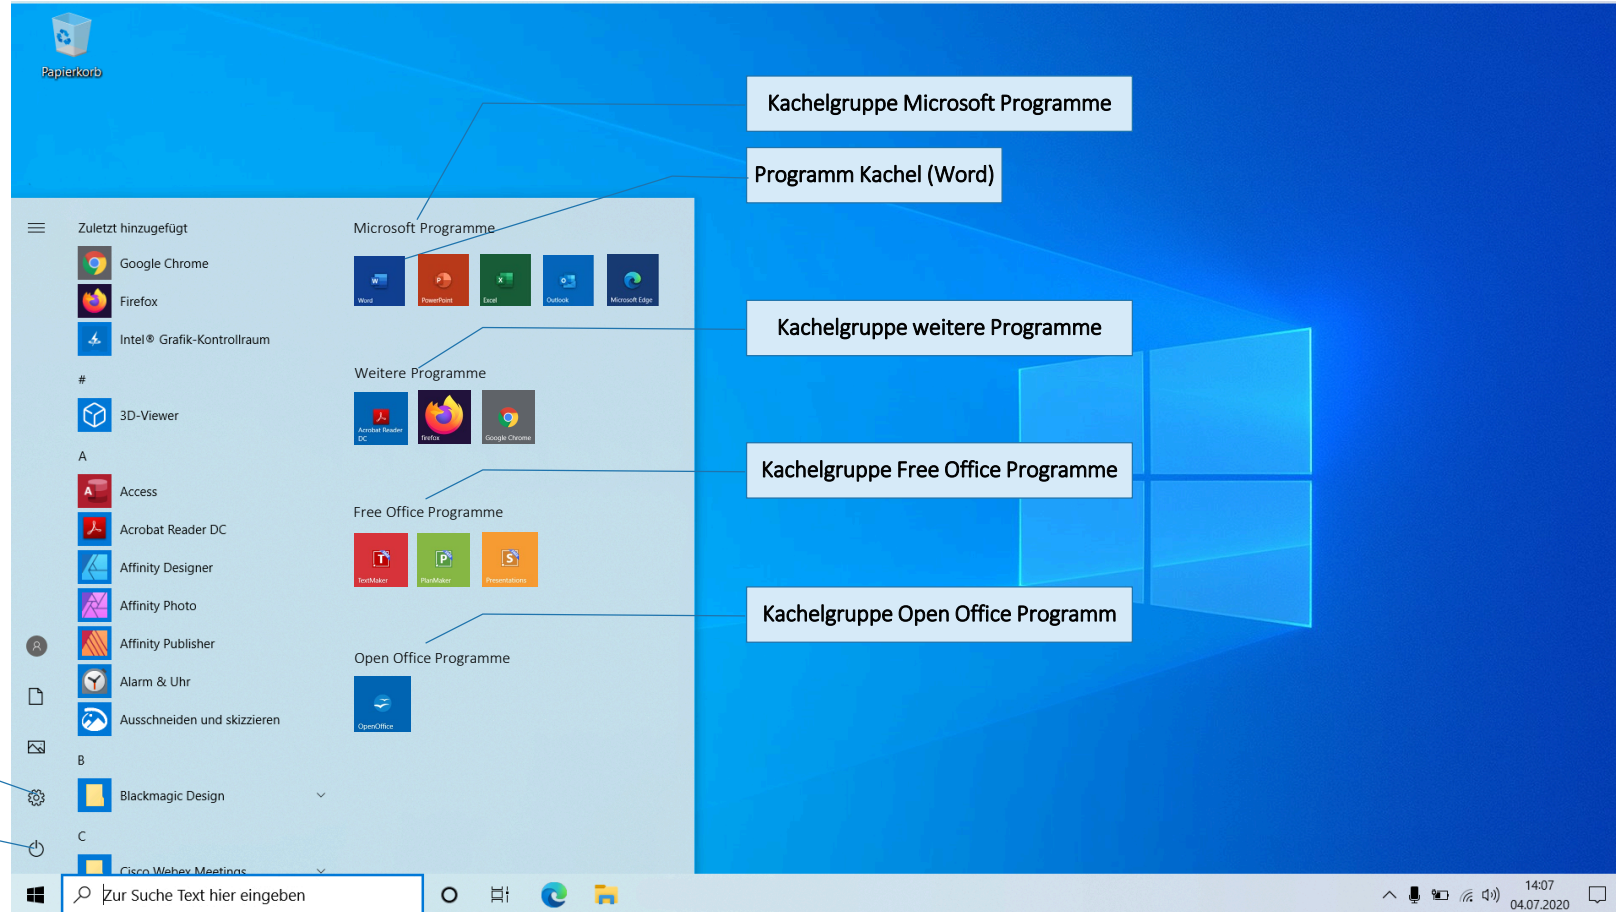 Papierkorb
Kachelgruppe Microsoft Programme
Programm Kachel (Word)
Zuletzt hinzugefügt
Google Chrome
Firefox
Intel® Grafik-Kontrollraum
#
3D-Viewer
A
Access
Acrobat Reader DC
Affinity Designer
Affinity Photo
Affinity Publisher
Alarm & Uhr
Ausschneiden und skizzieren
B
Blackmagic Design
C
Cisco Webex Meetings
Microsoft Programme
Word
PowerPoint
Excel
Outlook
Microsoft Edge
Kachelgruppe weitere Programme
Weitere Programme
Acrobat Reader
DC
firefox
Google Chrome
Kachelgruppe Free Office Programme
Free Office Programme
TextMaker
PlanMaker
Presentations
Kachelgruppe Open Office Programm
Open Office Programme
OpenOffice
Zur Suche Text hier eingeben
14:07
04.07.2020